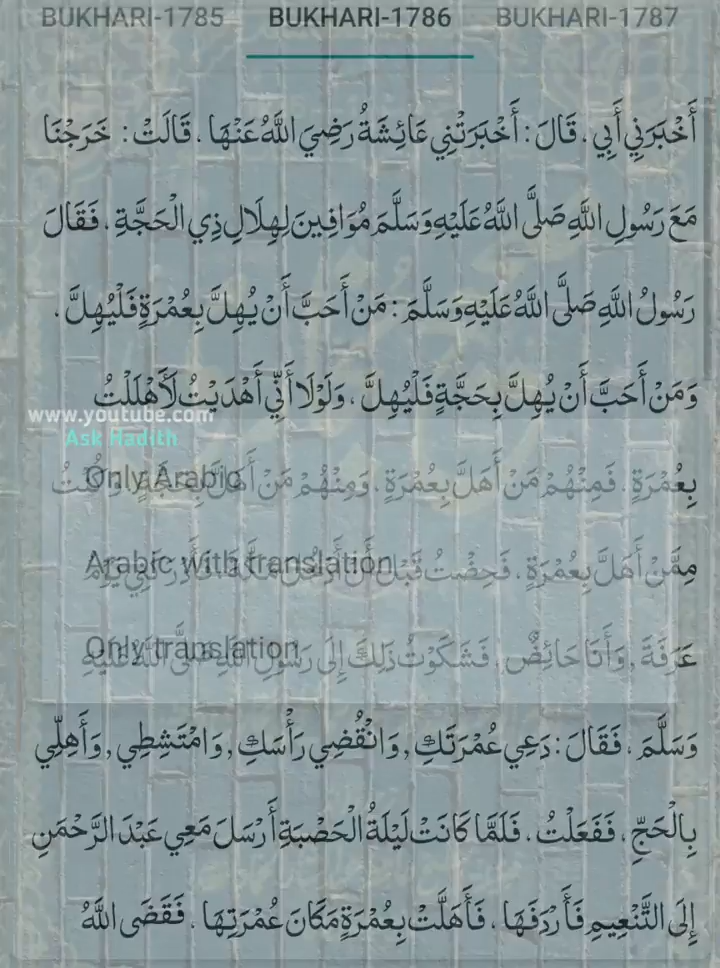 BUKHARI-1785 BUKHARI-1786 BUKHARI-1787
أَخْبَرَنِي أَبِي ، قَالَ : أَخْبَرَتْنِي عَائِشَةُ رَضِيَ اللَّهُ عَنْهَا ، قَالَتْ : خَرَجْنَا
مَعَ رَسُولِ اللَّهِ صَلَّى اللَّهُ عَلَيْهِ وَسَلَّمَ مُوَافِينَ لِهِلَالِ ذِي الْحَجَّةِ ، فَقَالَ
رَسُولُ اللَّهِ صَلَّى اللَّهُ عَلَيْهِ وَسَلَّمَ : مَنْ أَحَبَّ أَنْ يُهِلَّ بِعُمْرَةٍ فَلْيُهِلَّ .
وَمَنْ أَحَبَّ أَنْ يُهِلَّ بِحَجَّةٍ فَلْيُهِلَّ ، وَلَوْلَا أَنِّي أَهْدَيْتُ لَأَهْلَلْتُ
www.youtube.com
Ask Hadith
بِعُمْرَةٍ ، فَمِنْهُمْ مَنْ أَهَلَّ بِعُمْرَةٍ ، وَمِنْهُمْ مَنْ أَهَلَّ
Only Arabic
مِمَّنْ أَهَلَّ بِعُمْرَةٍ ، فَحِضْتُ قَبْلَ أَنْ أَدْخُلَ مَكَّةَ
Arabic with translation
عَرَفَةَ , وَأَنَا حَائِضٌ , فَشَكَوْتُ ذَلِكَ إِلَى رَسُولِ اللَّهِ صَلَّى اللَّهُ عَلَيْهِ
Only translation
وَسَلَّمَ ، فَقَالَ : دَعِي عُمْرَتَكِ , وَانْقُضِي رَأْسَكِ , وَامْتَشِطِي , وَأَهِلِّي
بِالْحَجِّ ، فَفَعَلْتُ ، فَلَمَّا كَانَتْ لَيْلَةُ الْحَصْبَةِ أَرْسَلَ مَعِي عَبْدَ الرَّحْمَنِ
إِلَى التَّنْعِيمِ فَأَرْدَفَهَا ، فَأَهَلَّتْ بِعُمْرَةٍ مَكَانَ عُمْرَتِهَا ، فَقَضَى اللَّهُ